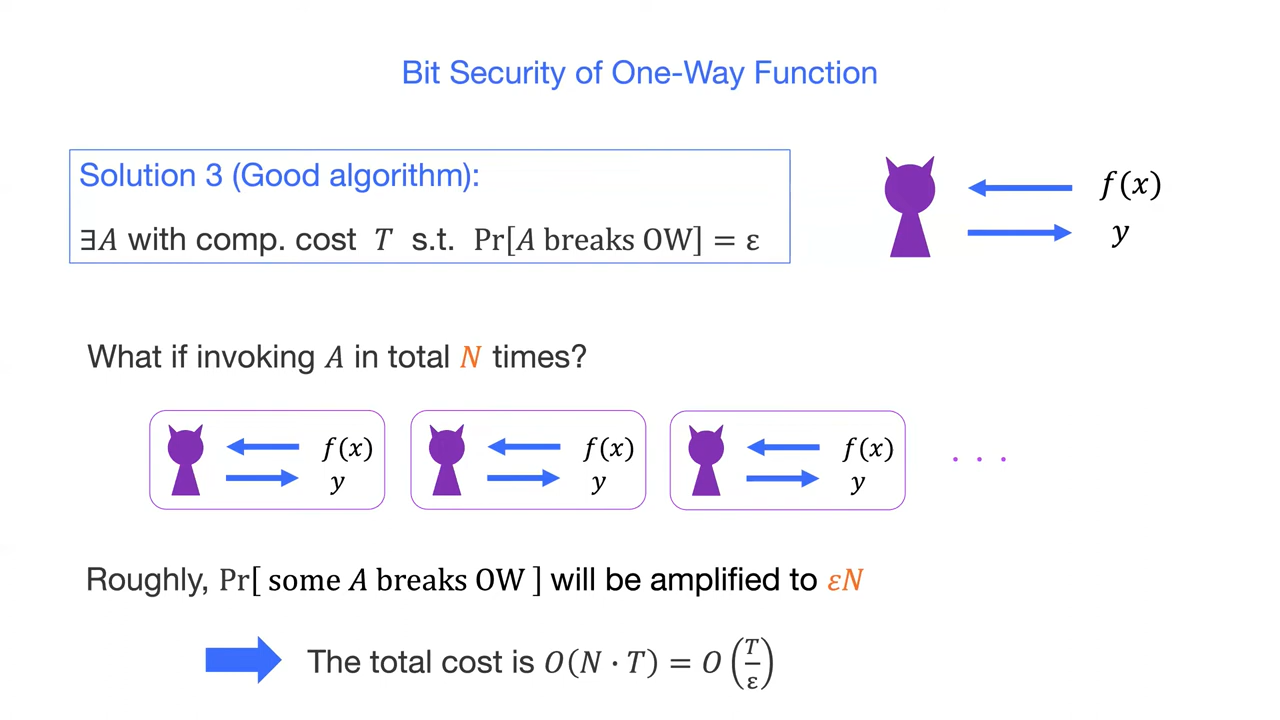 Bit Security of One-Way Function
Solution 3 (Good algorithm):
∃A with comp. cost T s.t. Pr[A breaks OW] = ε
f(x)
y
What if invoking A in total N times?
f(x) f(x) f(x)
y y y
. . .
Roughly, Pr[ some A breaks OW ] will be amplified to εN
The total cost is O(N · T) = O(T/ε)